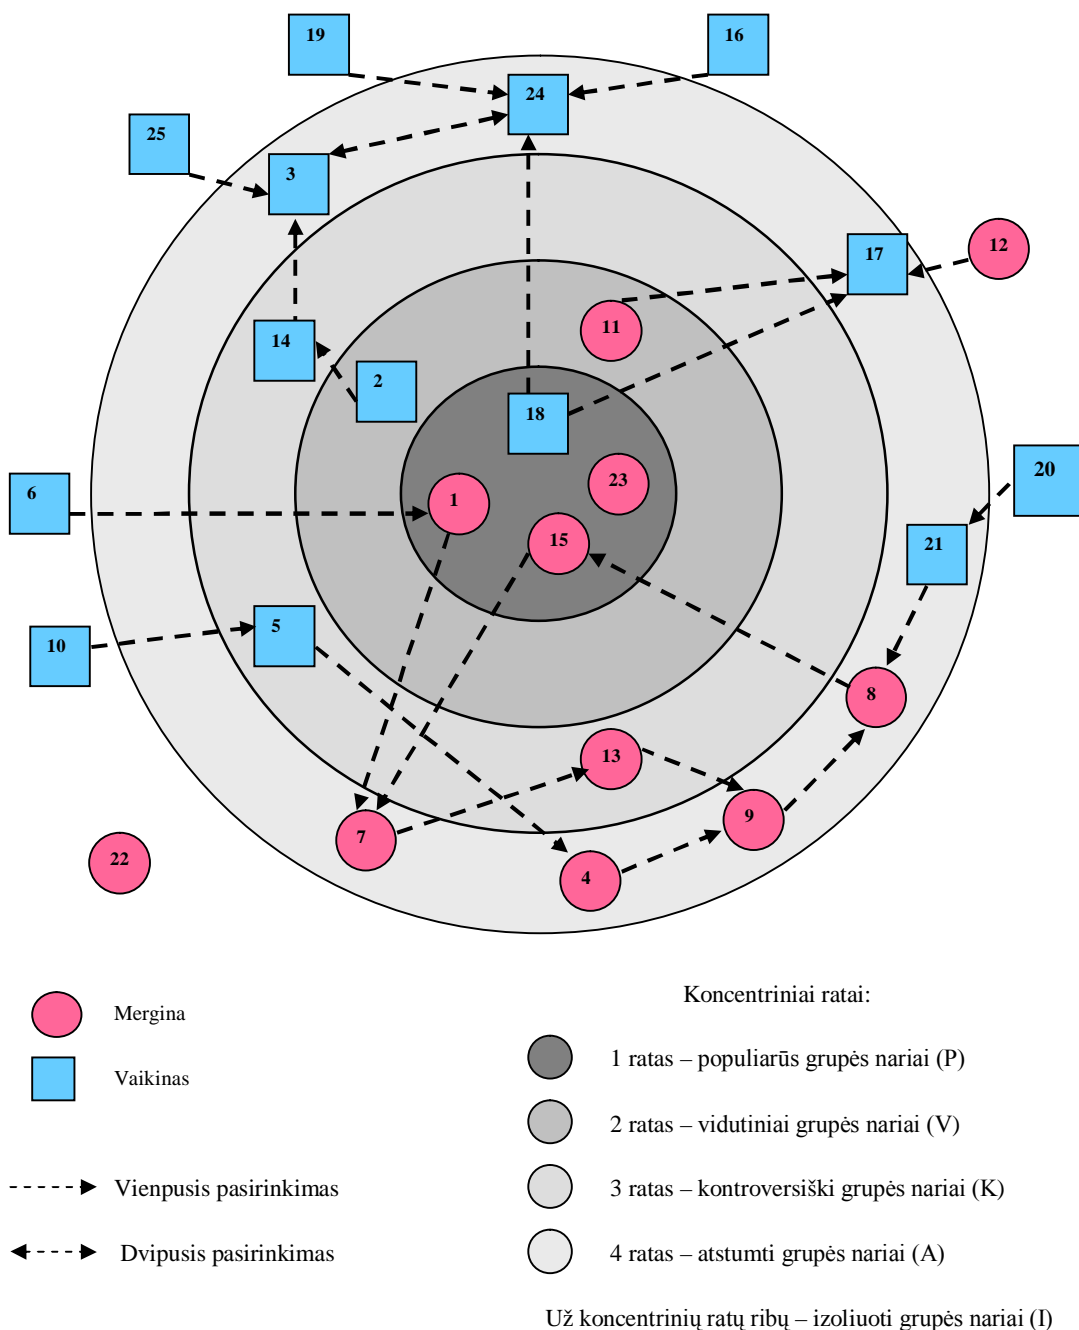 19
16
24
25
3
12
17
11
14
2
18
23
20
6
1
15
21
5
10
8
13
9
7
22
4
Koncentriniai ratai:
Mergina
1 ratas – populiarūs grupės nariai (P)
Vaikinas
2 ratas – vidutiniai grupės nariai (V)
Vienpusis pasirinkimas
3 ratas – kontroversiški grupės nariai (K)
Dvipusis pasirinkimas
4 ratas – atstumti grupės nariai (A)
Už koncentrinių ratų ribų – izoliuoti grupės nariai (I)